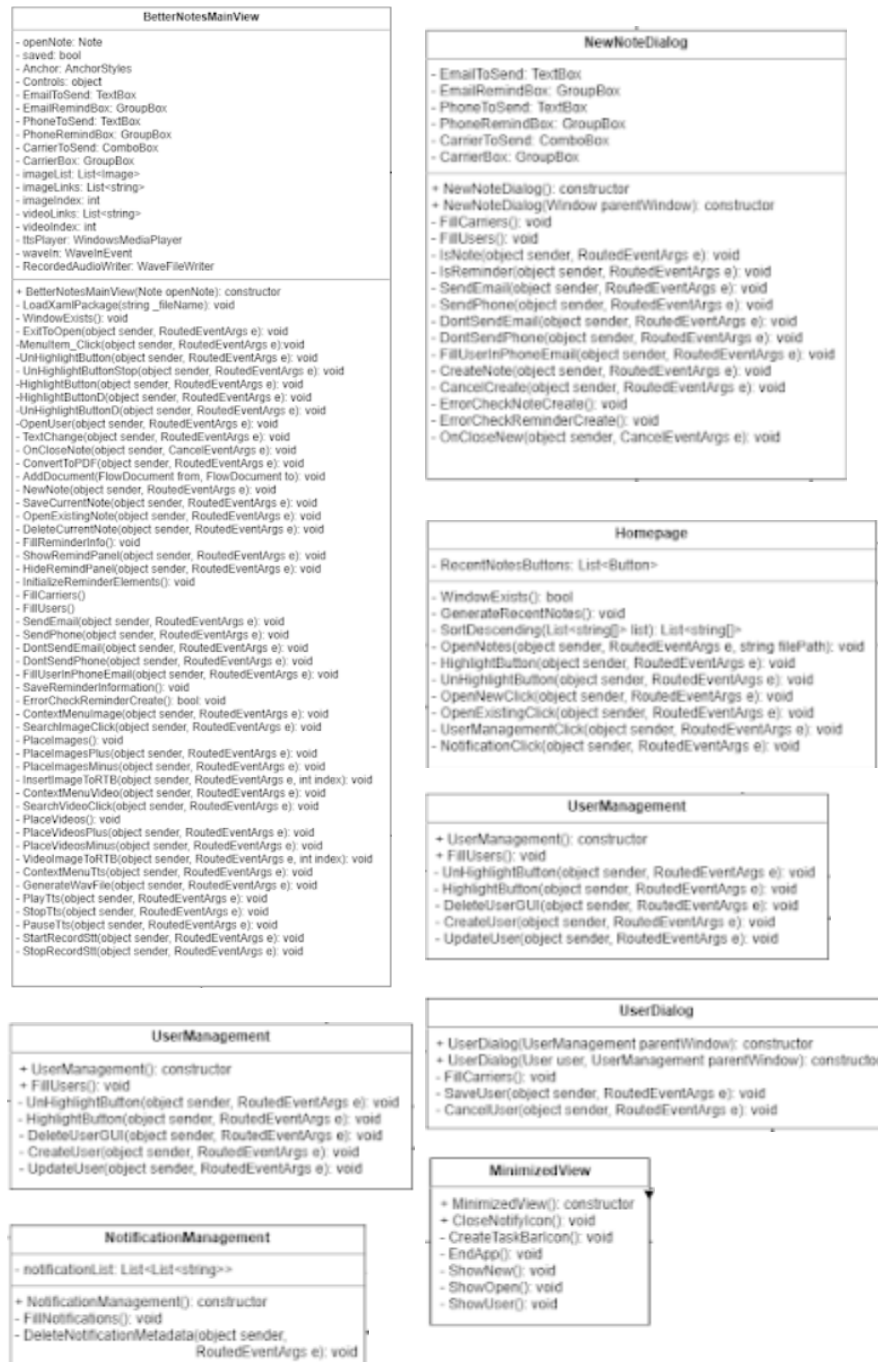 BetterNotesMainView
- openNote: Note
- saved: bool
- Anchor: AnchorStyles
- Controls: object
- EmailToSend: TextBox
- EmailRemindBox: GroupBox
- PhoneToSend: TextBox
- PhoneRemindBox: GroupBox
- CarrierToSend: ComboBox
- CarrierBox: GroupBox
- imageList: List<Image>
- imageLinks: List<string>
- imageIndex: int
- videoLinks: List<string>
- videoIndex: int
- ttsPlayer: WindowsMediaPlayer
- waveIn: WaveInEvent
- RecordedAudioWriter: WaveFileWriter
+ BetterNotesMainView(Note openNote): constructor
- LoadXamlPackage(string _fileName): void
- WindowExists(): void
- ExitToOpen(object sender, RoutedEventArgs e): void
-MenuItem_Click(object sender, RoutedEventArgs e):void
-UnHighlightButton(object sender, RoutedEventArgs e): void
- UnHighlightButtonStop(object sender, RoutedEventArgs e): void
-HighlightButton(object sender, RoutedEventArgs e): void
-HighlightButtonD(object sender, RoutedEventArgs e): void
-UnHighlightButtonD(object sender, RoutedEventArgs e): void
-OpenUser(object sender, RoutedEventArgs e): void
- TextChange(object sender, RoutedEventArgs e): void
- OnCloseNote(object sender, CancelEventArgs e): void
- ConvertToPDF(object sender, RoutedEventArgs e): void
- AddDocument(FlowDocument from, FlowDocument to): void
- NewNote(object sender, RoutedEventArgs e): void
- SaveCurrentNote(object sender, RoutedEventArgs e): void
- OpenExistingNote(object sender, RoutedEventArgs e): void
- DeleteCurrentNote(object sender, RoutedEventArgs e): void
- FillReminderInfo(): void
- ShowRemindPanel(object sender, RoutedEventArgs e): void
- HideRemindPanel(object sender, RoutedEventArgs e): void
- InitializeReminderElements(): void
- FillCarriers()
- FillUsers()
- SendEmail(object sender, RoutedEventArgs e): void
- SendPhone(object sender, RoutedEventArgs e): void
- DontSendEmail(object sender, RoutedEventArgs e): void
- DontSendPhone(object sender, RoutedEventArgs e): void
- FillUserInPhoneEmail(object sender, RoutedEventArgs e): void
- SaveReminderInformation(): void
- ErrorCheckReminderCreate(): bool: void
- ContextMenuImage(object sender, RoutedEventArgs e): void
- SearchImageClick(object sender, RoutedEventArgs e): void
- PlaceImages(): void
- PlaceImagesPlus(object sender, RoutedEventArgs e): void
- PlaceImagesMinus(object sender, RoutedEventArgs e): void
- InsertImageToRTB(object sender, RoutedEventArgs e, int index): void
- ContextMenuVideo(object sender, RoutedEventArgs e): void
- SearchVideoClick(object sender, RoutedEventArgs e): void
- PlaceVideos(): void
- PlaceVideosPlus(object sender, RoutedEventArgs e): void
- PlaceVideosMinus(object sender, RoutedEventArgs e): void
- VideoImageToRTB(object sender, RoutedEventArgs e, int index): void
- ContextMenuTts(object sender, RoutedEventArgs e): void
- GenerateWavFile(object sender, RoutedEventArgs e): void
- PlayTts(object sender, RoutedEventArgs e): void
- StopTts(object sender, RoutedEventArgs e): void
- PauseTts(object sender, RoutedEventArgs e): void
- StartRecordStt(object sender, RoutedEventArgs e): void
- StopRecordStt(object sender, RoutedEventArgs e): void
NewNoteDialog
- EmailToSend: TextBox
- EmailRemindBox: GroupBox
- PhoneToSend: TextBox
- PhoneRemindBox: GroupBox
- CarrierToSend: ComboBox
- CarrierBox: GroupBox
+ NewNoteDialog(): constructor
+ NewNoteDialog(Window parentWindow): constructor
- FillCarriers(): void
- FillUsers(): void
- IsNote(object sender, RoutedEventArgs e): void
- IsReminder(object sender, RoutedEventArgs e): void
- SendEmail(object sender, RoutedEventArgs e): void
- SendPhone(object sender, RoutedEventArgs e): void
- DontSendEmail(object sender, RoutedEventArgs e): void
- DontSendPhone(object sender, RoutedEventArgs e): void
- FillUserInPhoneEmail(object sender, RoutedEventArgs e): void
- CreateNote(object sender, RoutedEventArgs e): void
- CancelCreate(object sender, RoutedEventArgs e): void
- ErrorCheckNoteCreate(): void
- ErrorCheckReminderCreate(): void
- OnCloseNew(object sender, CancelEventArgs e): void
Homepage
- RecentNotesButtons: List<Button>
- WindowExists(): bool
- GenerateRecentNotes(): void
- SortDescending(List<string[]> list): List<string[]>
- OpenNotes(object sender, RoutedEventArgs e, string filePath): void
- HighlightButton(object sender, RoutedEventArgs e): void
- UnHighlightButton(object sender, RoutedEventArgs e): void
- OpenNewClick(object sender, RoutedEventArgs e): void
- OpenExistingClick(object sender, RoutedEventArgs e): void
- UserManagementClick(object sender, RoutedEventArgs e): void
- NotificationClick(object sender, RoutedEventArgs e): void
UserManagement
+ UserManagement(): constructor
+ FillUsers(): void
- UnHighlightButton(object sender, RoutedEventArgs e): void
- HighlightButton(object sender, RoutedEventArgs e): void
- DeleteUserGUI(object sender, RoutedEventArgs e): void
- CreateUser(object sender, RoutedEventArgs e): void
- UpdateUser(object sender, RoutedEventArgs e): void
UserManagement
+ UserManagement(): constructor
+ FillUsers(): void
- UnHighlightButton(object sender, RoutedEventArgs e): void
- HighlightButton(object sender, RoutedEventArgs e): void
- DeleteUserGUI(object sender, RoutedEventArgs e): void
- CreateUser(object sender, RoutedEventArgs e): void
- UpdateUser(object sender, RoutedEventArgs e): void
UserDialog
+ UserDialog(UserManagement parentWindow): constructor
+ UserDialog(User user, UserManagement parentWindow): constructor
- FillCarriers(): void
- SaveUser(object sender, RoutedEventArgs e): void
- CancelUser(object sender, RoutedEventArgs e): void
MinimizedView
+ MinimizedView(): constructor
+ CloseNotifyIcon(): void
- CreateTaskBarIcon(): void
- EndApp(): void
- ShowNew(): void
- ShowOpen(): void
- ShowUser(): void
NotificationManagement
- notificationList: List<List<string>>
+ NotificationManagement(): constructor
- FillNotifications(): void
- DeleteNotificationMetadata(object sender,
RoutedEventArgs e): void